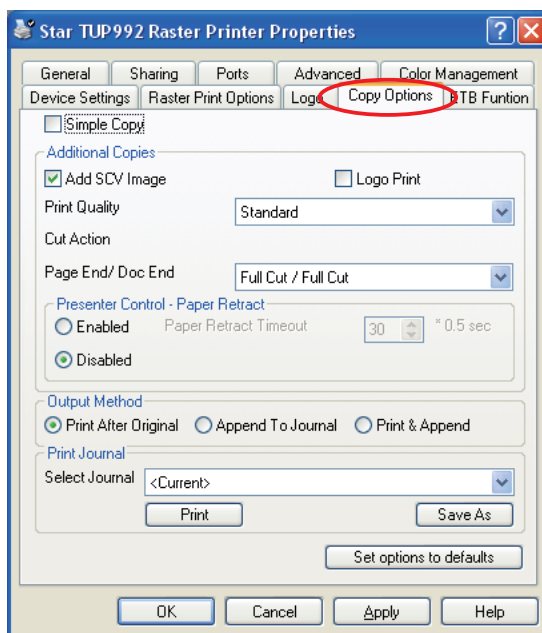 Star TUP992 Raster Printer Properties
General Sharing Ports Advanced Color Management
Device Settings Raster Print Options Logo Copy Options RTB Funtion
Simple Copy
Additional Copies
Add SCV Image Logo Print
Print Quality Standard
Cut Action
Page End/ Doc End Full Cut / Full Cut
Presenter Control - Paper Retract
Enabled Paper Retract Timeout 30 * 0.5 sec
Disabled
Output Method
Print After Original Append To Journal Print & Append
Print Journal
Select Journal <Current>
Print Save As
Set options to defaults
OK Cancel Apply Help